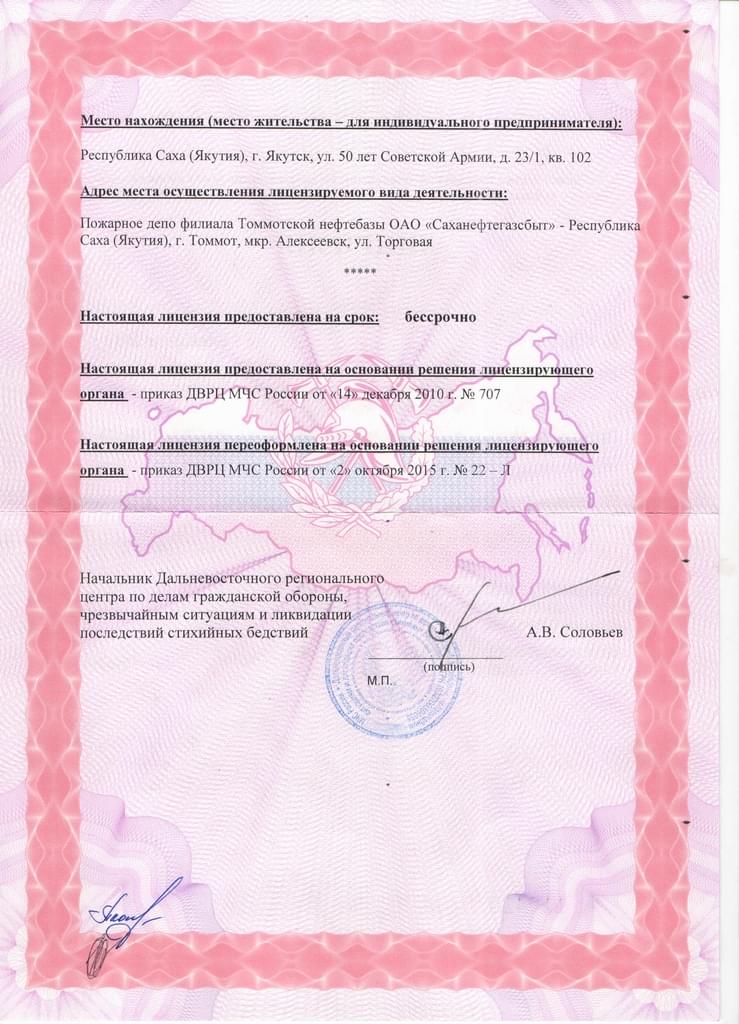 Место нахождения (место жительства – для индивидуального предпринимателя):
Республика Саха (Якутия), г. Якутск, ул. 50 лет Советской Армии, д. 23/1, кв. 102
Адрес места осуществления лицензируемого вида деятельности:
Пожарное депо филиала Томмотской нефтебазы ОАО «Саханефтегазсбыт» - Республика
Саха (Якутия), г. Томмот, мкр. Алексеевск, ул. Торговая
*****
Настоящая лицензия предоставлена на срок: бессрочно
Настоящая лицензия предоставлена на основании решения лицензирующего
органа - приказ ДВРЦ МЧС России от «14» декабря 2010 г. № 707
Настоящая лицензия переоформлена на основании решения лицензирующего
органа - приказ ДВРЦ МЧС России от «2» октября 2015 г. № 22 – Л
Начальник Дальневосточного регионального
центра по делам гражданской обороны,
чрезвычайным ситуациям и ликвидации
последствий стихийных бедствий
А.В. Соловьев
(подпись)
М.П.